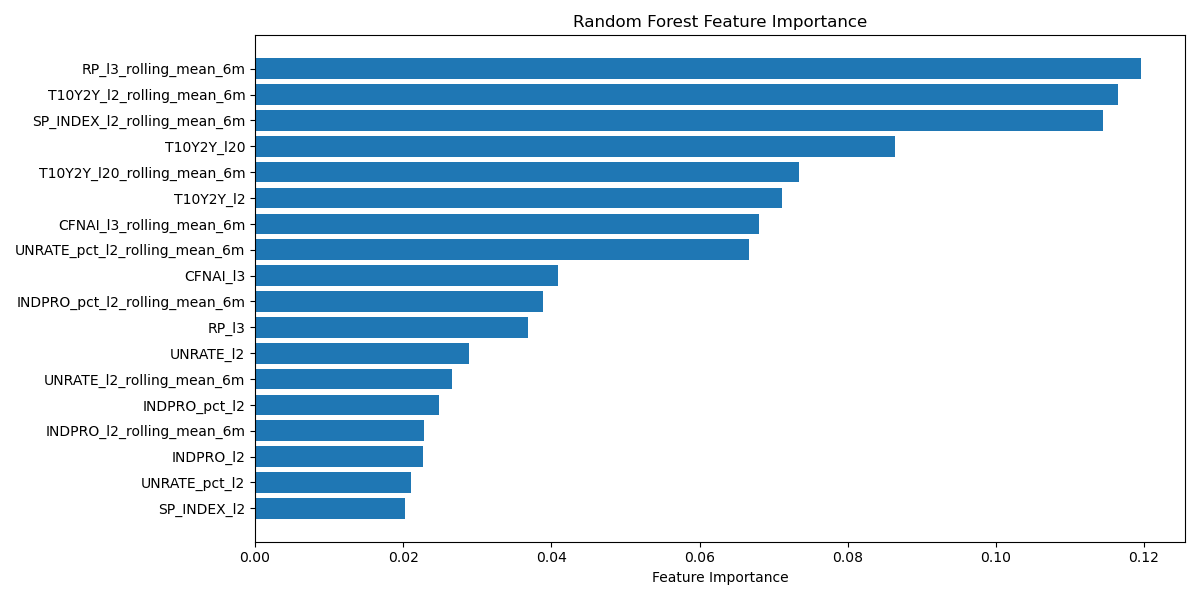 Random Forest Feature Importance
RP_l3_rolling_mean_6m
T10Y2Y_l2_rolling_mean_6m
SP_INDEX_l2_rolling_mean_6m
T10Y2Y_l20
T10Y2Y_l20_rolling_mean_6m
T10Y2Y_l2
CFNAI_l3_rolling_mean_6m
UNRATE_pct_l2_rolling_mean_6m
CFNAI_l3
INDPRO_pct_l2_rolling_mean_6m
RP_l3
UNRATE_l2
UNRATE_l2_rolling_mean_6m
INDPRO_pct_l2
INDPRO_l2_rolling_mean_6m
INDPRO_l2
UNRATE_pct_l2
SP_INDEX_l2
0.00 0.02 0.04 0.06 0.08 0.10 0.12
Feature Importance